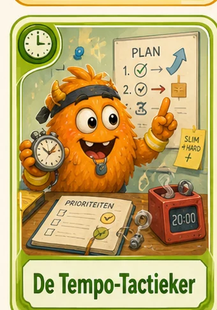 PLAN
1.
2.
3
SLIM
+ HARD
+
PRIORITEITEN
20:00
De Tempo-Tactieker